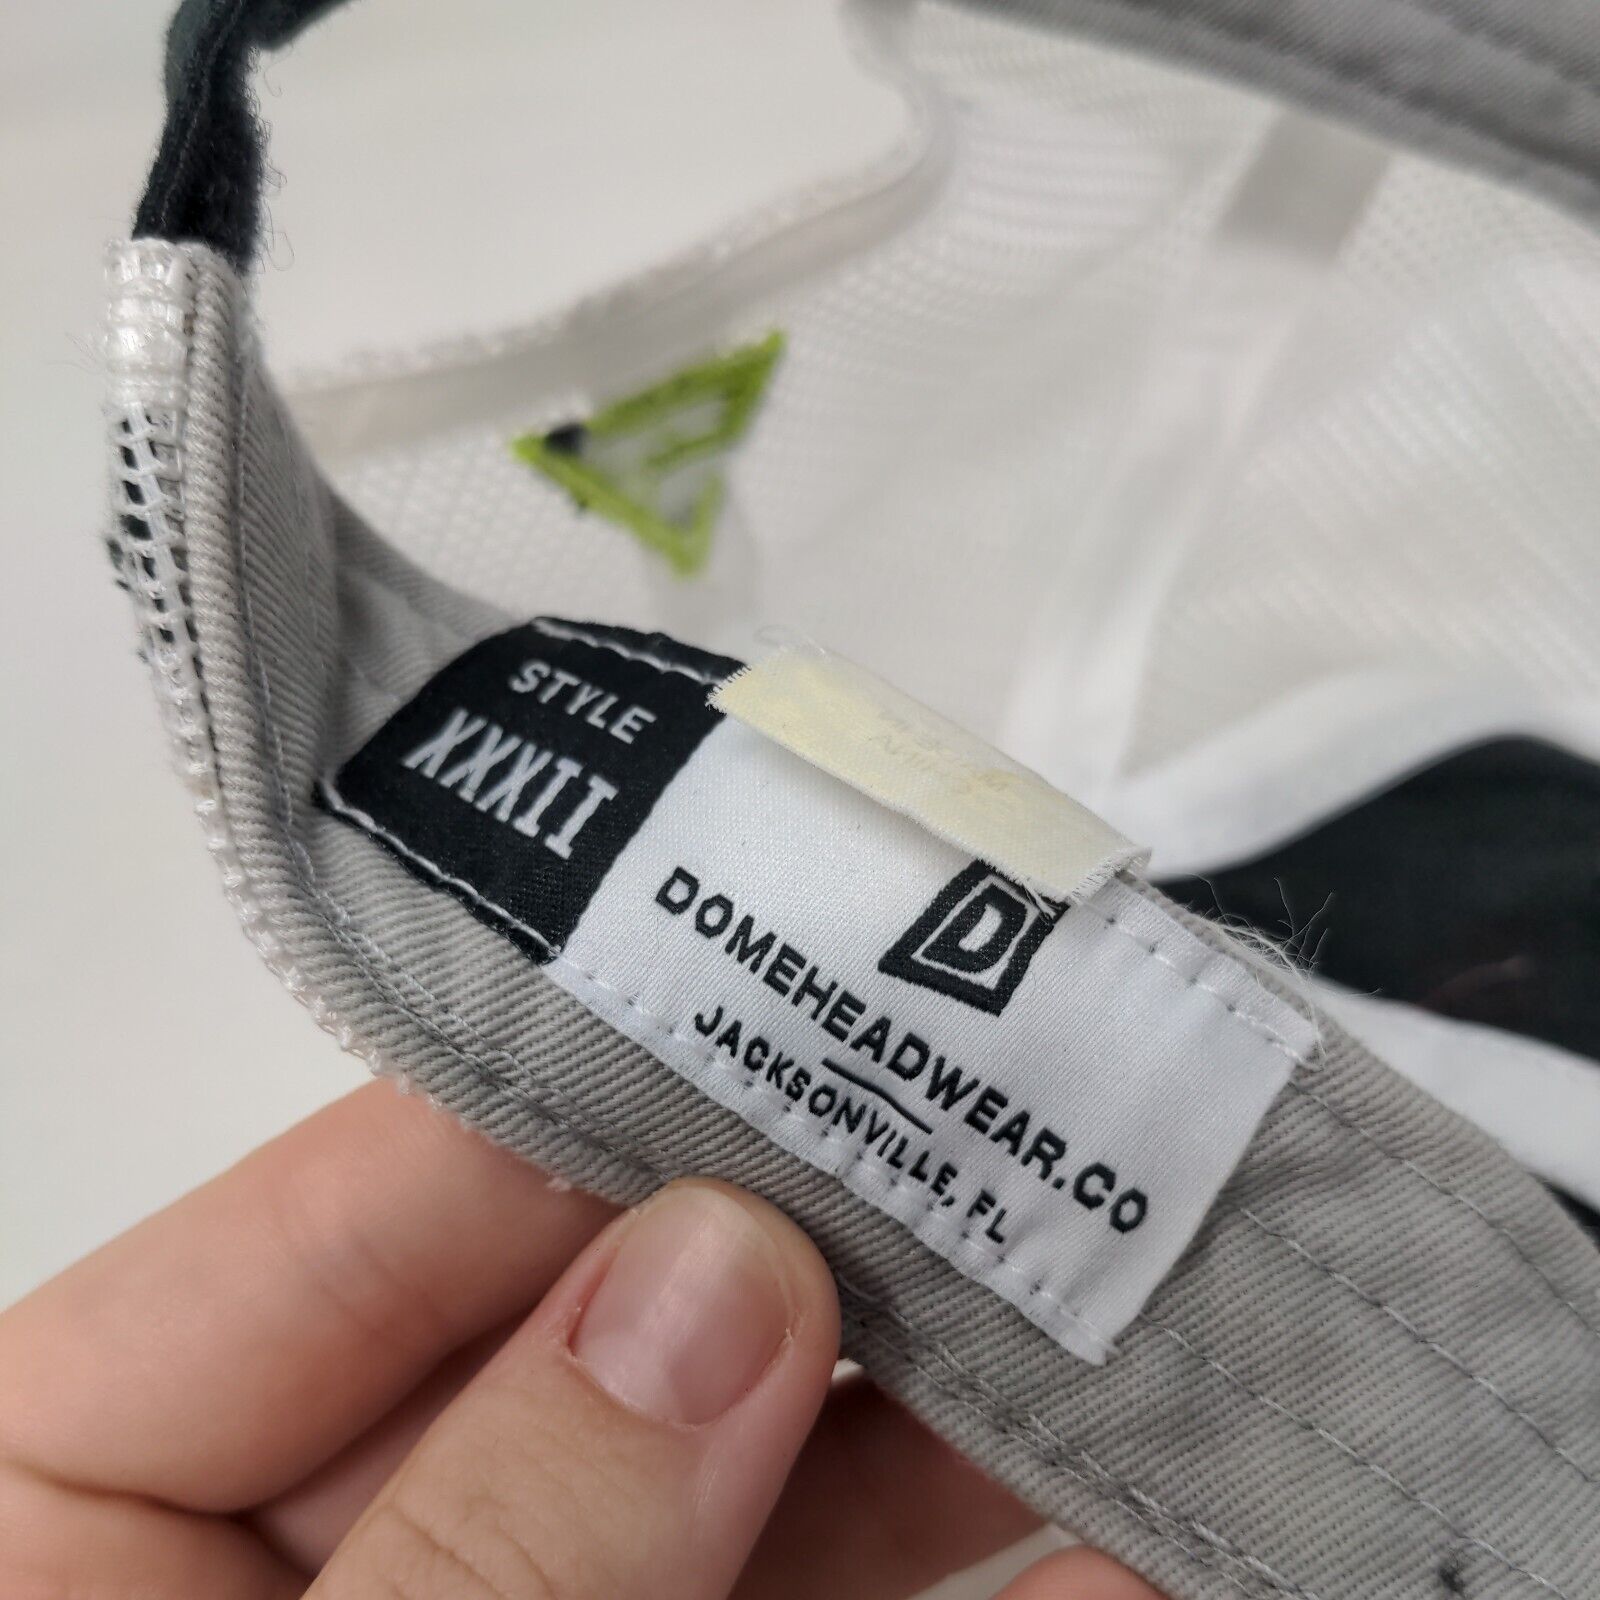 STYLE
XXXII
D
DOMEHEADWEAR.CO
JACKSONVILLE, FL